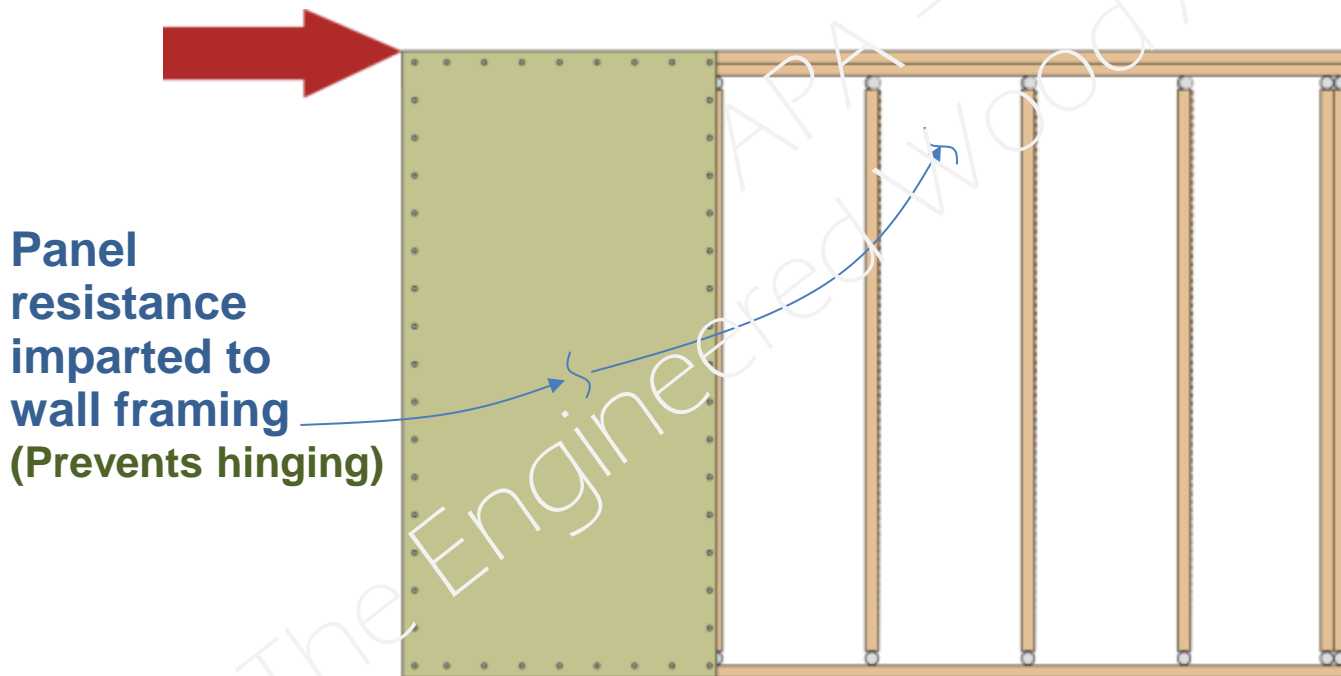 Panel
resistance
imparted to
wall framing
(Prevents hinging)
APA –
The Engineered Wood